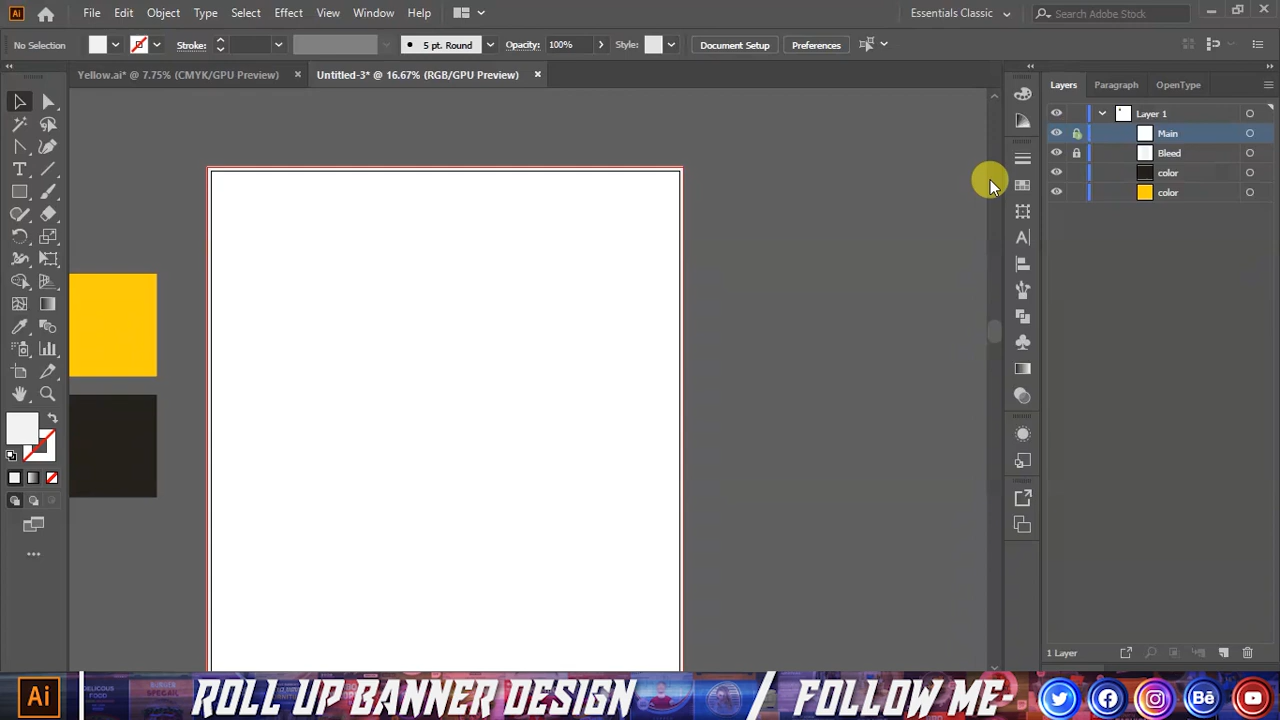 Ai File Edit Object Type Select Effect View Window Help Essentials Classic Search Adobe Stock
No Selection Stroke: 5 pt. Round Opacity: 100% Style: Document Setup Preferences
Yellow.ai* @ 7.75% (CMYK/GPU Preview) Untitled-3* @ 16.67% (RGB/GPU Preview)
Layers Paragraph OpenType
Layer 1
Main
Bleed
color
color
1 Layer
Ai ROLL UP BANNER DESIGN / FOLLOW ME-